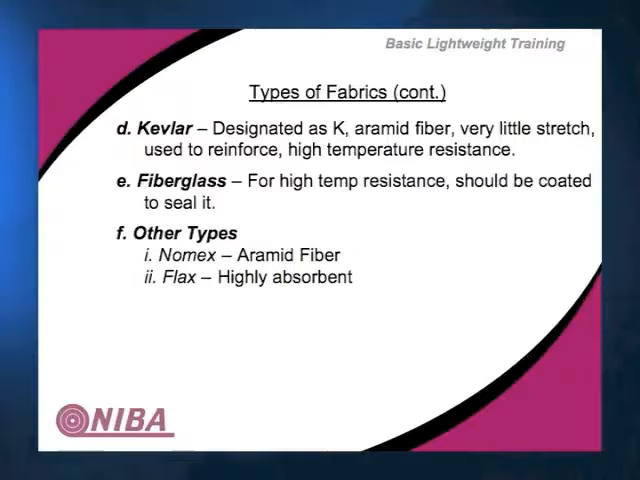 Basic Lightweight Training
Types of Fabrics (cont.)
d. Kevlar – Designated as K, aramid fiber, very little stretch,
used to reinforce, high temperature resistance.
e. Fiberglass – For high temp resistance, should be coated
to seal it.
f. Other Types
i. Nomex – Aramid Fiber
ii. Flax – Highly absorbent
NIBA